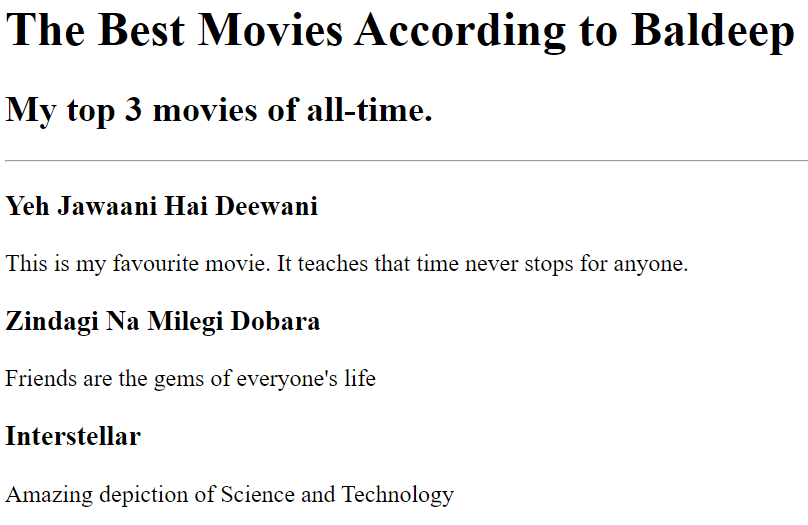 The Best Movies According to Baldeep
My top 3 movies of all-time.
Yeh Jawaani Hai Deewani
This is my favourite movie. It teaches that time never stops for anyone.
Zindagi Na Milegi Dobara
Friends are the gems of everyone's life
Interstellar
Amazing depiction of Science and Technology